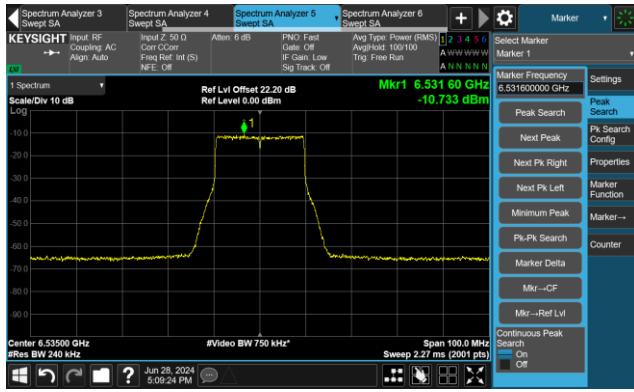 Spectrum Analyzer 3
Swept SA
Spectrum Analyzer 4
Swept SA
Spectrum Analyzer 5
Swept SA
Spectrum Analyzer 6
Swept SA
+
Marker
KEYSIGHT
Input: RF
Coupling: AC
Align: Auto
Input Z: 50 Ω
Corr CCorr
Freq Ref: Int (S)
NFE: Off
Atten: 6 dB
PNO: Fast
Gate: Off
IF Gain: Low
Sig Track: Off
Avg Type: Power (RMS)
Avg|Hold: 100/100
Trig: Free Run
1 2 3 4 5 6
A W W W W W
A N N N N N
Select Marker
Marker 1
1 Spectrum
Scale/Div 10 dB
Ref Lvl Offset 22.20 dB
Ref Level 0.00 dBm
Mkr1 6.531 60 GHz
-10.733 dBm
Log
1
-10.0
-20.0
-30.0
-40.0
-50.0
-60.0
-70.0
-80.0
-90.0
Center 6.53500 GHz
#Res BW 240 kHz
#Video BW 750 kHz*
Span 100.0 MHz
Sweep 2.27 ms (2001 pts)
Marker Frequency
6.531600000 GHz
Peak Search
Next Peak
Next Pk Right
Next Pk Left
Minimum Peak
Pk-Pk Search
Marker Delta
Mkr→CF
Mkr→Ref Lvl
Continuous Peak
Search
On
Off
Settings
Peak
Search
Pk Search
Config
Properties
Marker
Function
Marker→
Counter
?
Jun 28, 2024
5:09:24 PM